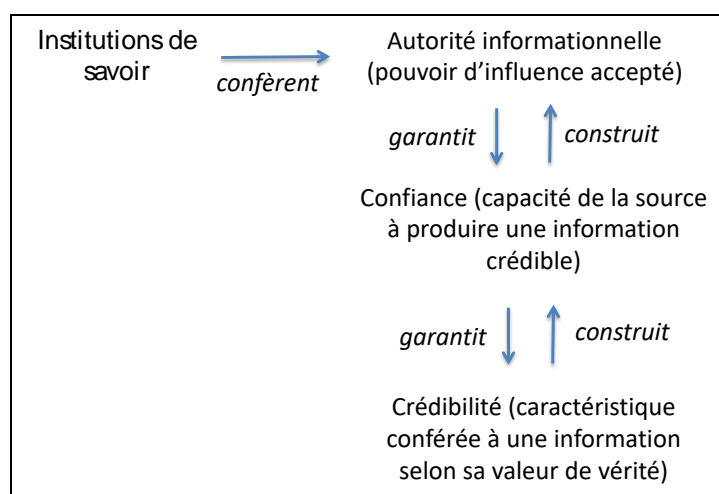 Institutions de
savoir
confèrent
Autorité informationnelle
(pouvoir d'influence accepté)
garantit
construit
Confiance (capacité de la source
à produire une information
crédible)
garantit
construit
Crédibilité (caractéristique
conférée à une information
selon sa valeur de vérité)